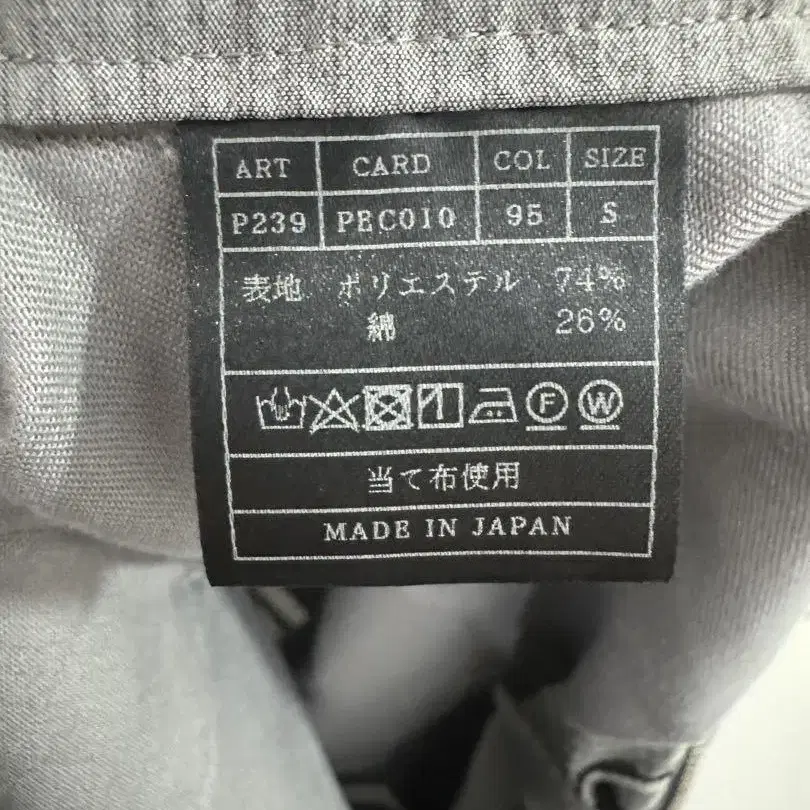 ART CARD COL SIZE
P239 PEC010 95 S
表地 ポリエステル 74%
綿 26%
F W
当て布使用
MADE IN JAPAN